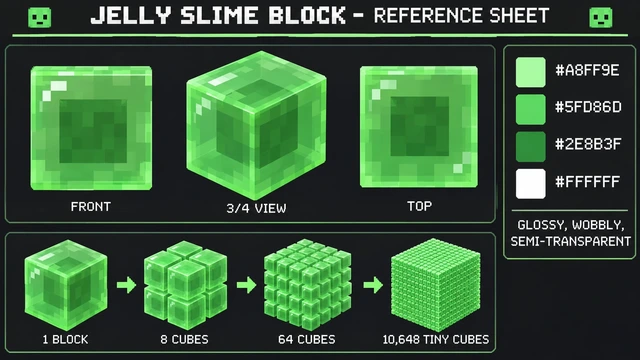 JELLY SLIME BLOCK - REFERENCE SHEET
FRONT
3/4 VIEW
TOP
#A8FF9E
#5FD86D
#2E8B3F
#FFFFFF
GLOSSY, WOBBLY,
SEMI-TRANSPARENT
1 BLOCK
8 CUBES
64 CUBES
10,648 TINY CUBES